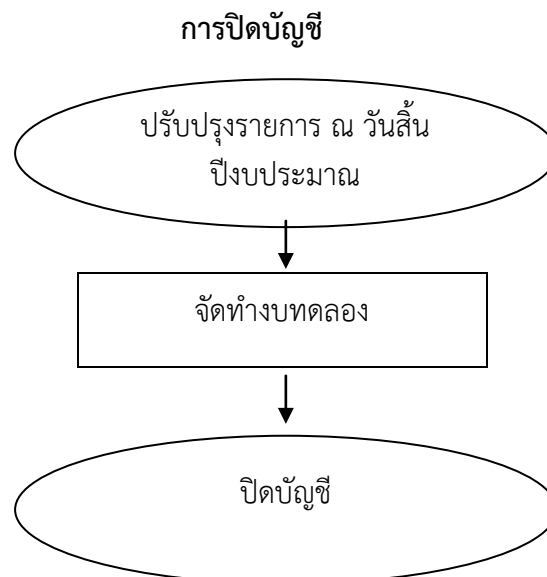 การปิดบัญชี
ปรับปรุงรายการ ณ วันสิ้น
ปีงบประมาณ
จัดทำงบทดลอง
ปิดบัญชี